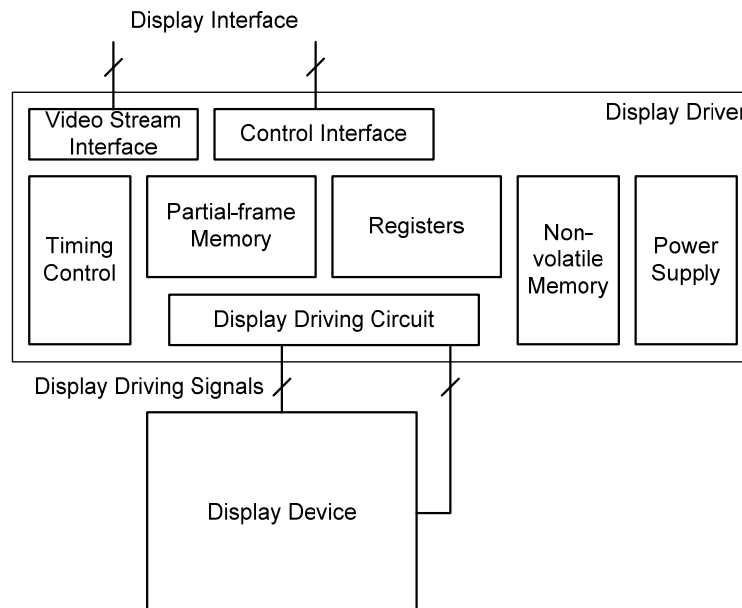 Display Interface
Display Driver
Video Stream
Interface
Control Interface
Timing
Control
Partial-frame
Memory
Registers
Non-
volatile
Memory
Power
Supply
Display Driving Circuit
Display Driving Signals
Display Device